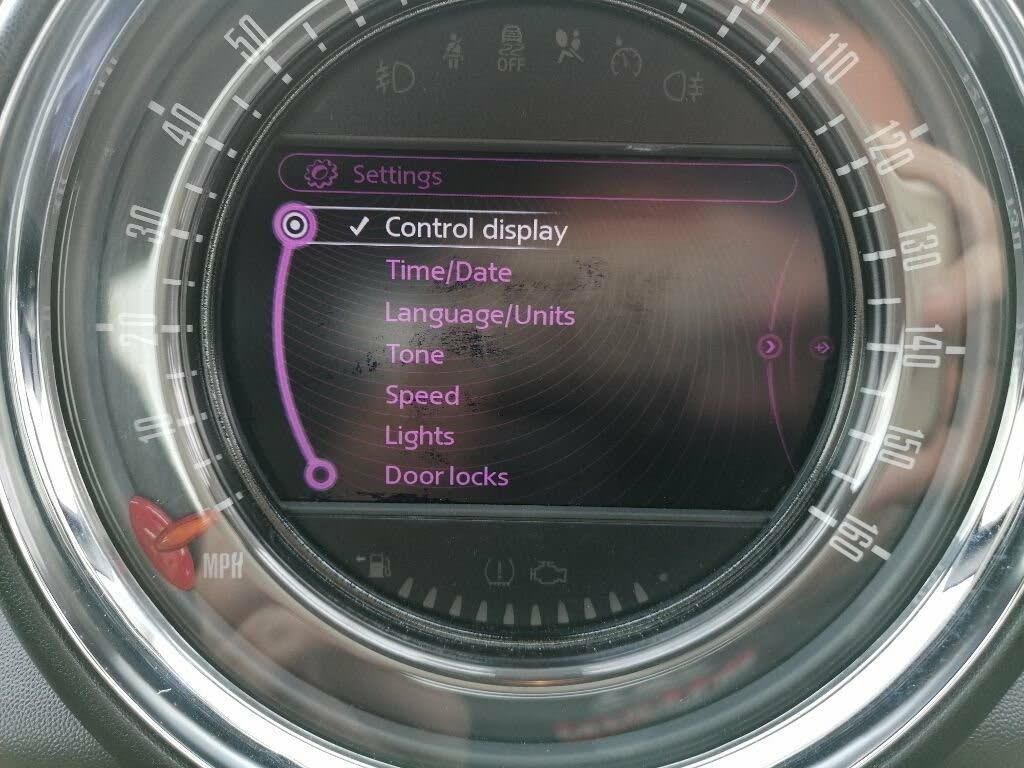 50
40
30
20
10
MPH
OFF
110
120
130
140
150
160
Settings
Control display
Time/Date
Language/Units
Tone
Speed
Lights
Door locks